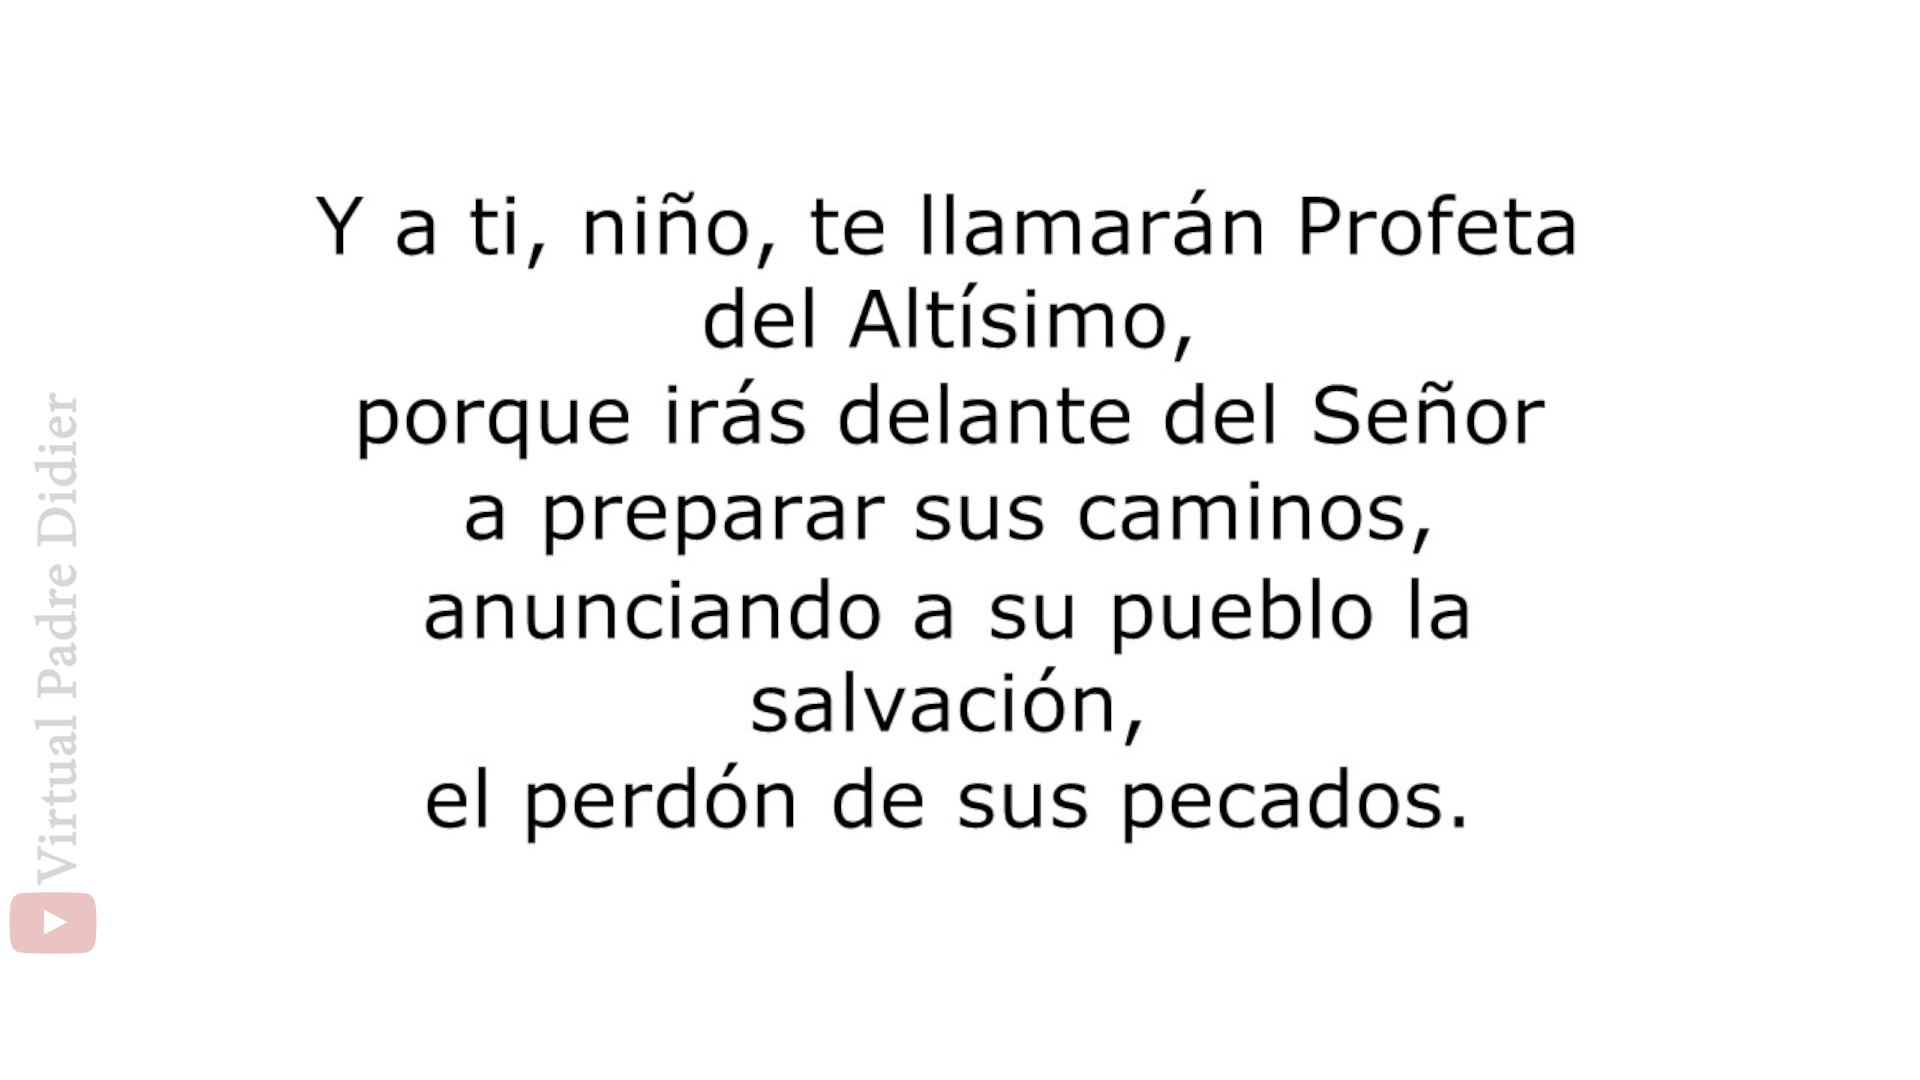 Y a ti, niño, te llamarán Profeta
del Altísimo,
porque irás delante del Señor
a preparar sus caminos,
anunciando a su pueblo la
salvación,
el perdón de sus pecados.
Virtual Padre Didier